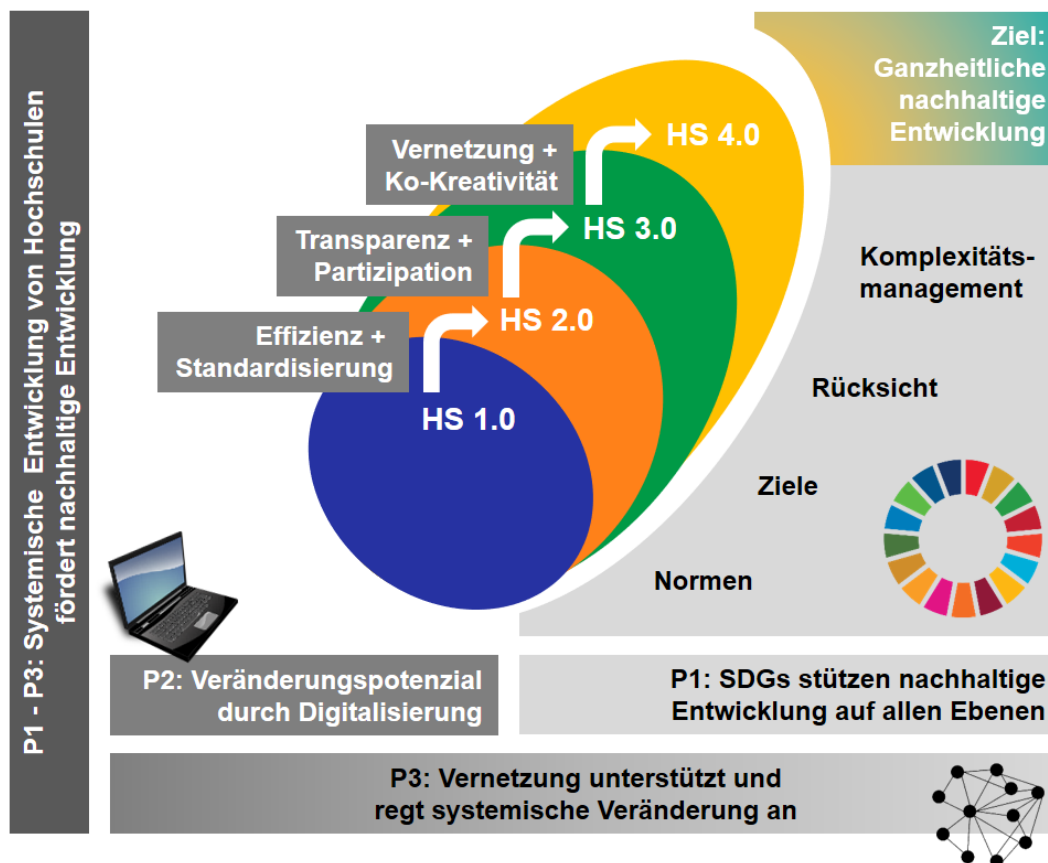 P1 - P3: Systemische Entwicklung von Hochschulen
fördert nachhaltige Entwicklung
Ziel:
Ganzheitliche
nachhaltige
Entwicklung
HS 4.0
Vernetzung +
Ko-Kreativität
HS 3.0
Transparenz +
Partizipation
HS 2.0
Effizienz +
Standardisierung
HS 1.0
Komplexitäts-
management
Rücksicht
Ziele
Normen
P2: Veränderungspotenzial
durch Digitalisierung
P1: SDGs stützen nachhaltige
Entwicklung auf allen Ebenen
P3: Vernetzung unterstützt und
regt systemische Veränderung an